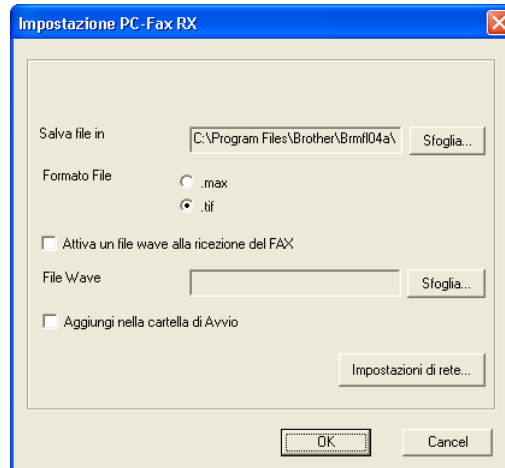 Impostazione PC-Fax RX
Salva file in C:\Program Files\Brother\Brmfl04a\ Sfoglia...
Formato File .max
.tif
Attiva un file wave alla ricezione del FAX
File Wave Sfoglia...
Aggiungi nella cartella di Avvio
Impostazioni di rete...
OK Cancel